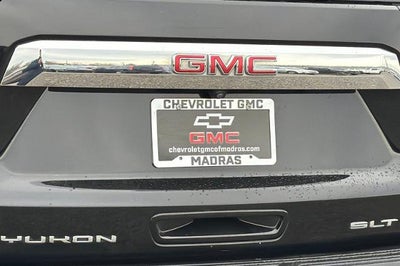 GMC
CHEVROLET GMC
GMC
chevroletgmcofmadras.com
MADRAS
YUKON
SLT